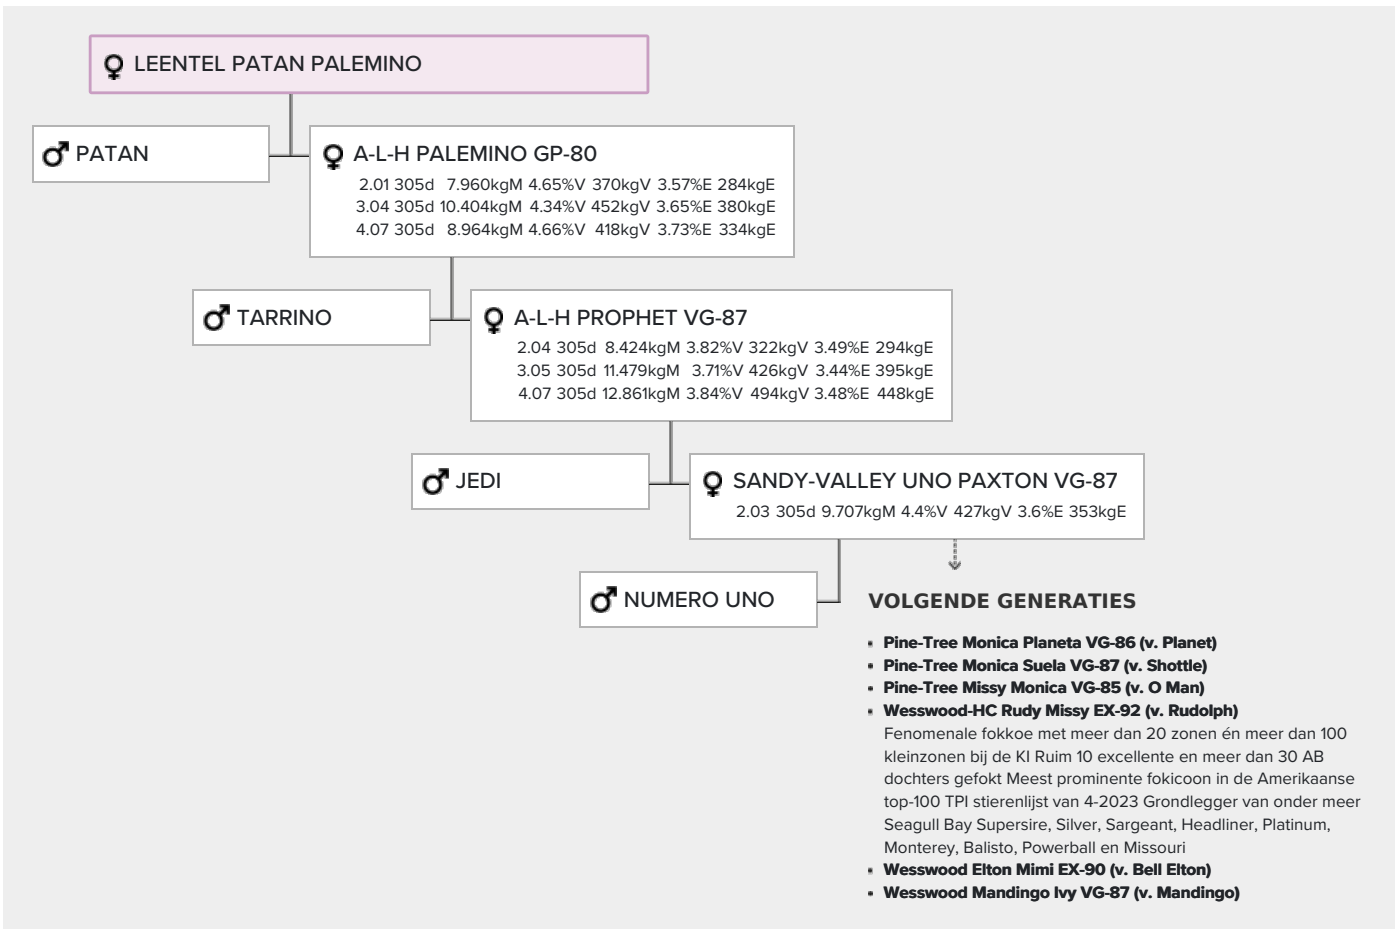 LEENTEL PATAN PALEMINO
PATAN
A-L-H PALEMINO GP-80
2.01 305d 7.960kgM 4.65%V 370kgV 3.57%E 284kgE
3.04 305d 10.404kgM 4.34%V 452kgV 3.65%E 380kgE
4.07 305d 8.964kgM 4.66%V 418kgV 3.73%E 334kgE
TARRINO
A-L-H PROPHET VG-87
2.04 305d 8.424kgM 3.82%V 322kgV 3.49%E 294kgE
3.05 305d 11.479kgM 3.71%V 426kgV 3.44%E 395kgE
4.07 305d 12.861kgM 3.84%V 494kgV 3.48%E 448kgE
JEDI
SANDY-VALLEY UNO PAXTON VG-87
2.03 305d 9.707kgM 4.4%V 427kgV 3.6%E 353kgE
NUMERO UNO
VOLGENDE GENERATIES
▪ Pine-Tree Monica Planeta VG-86 (v. Planet)
▪ Pine-Tree Monica Suela VG-87 (v. Shottle)
▪ Pine-Tree Missy Monica VG-85 (v. O Man)
▪ Wesswood-HC Rudy Missy EX-92 (v. Rudolph)
Fenomenale fokkoe met meer dan 20 zonen én meer dan 100
kleinzonen bij de KI Ruim 10 excellente en meer dan 30 AB
dochters gefokt Meest prominente fokicoon in de Amerikaanse
top-100 TPI stierenlijst van 4-2023 Grondlegger van onder meer
Seagull Bay Supersire, Silver, Sargeant, Headliner, Platinum,
Monterey, Balisto, Powerball en Missouri
▪ Wesswood Elton Mimi EX-90 (v. Bell Elton)
▪ Wesswood Mandingo Ivy VG-87 (v. Mandingo)